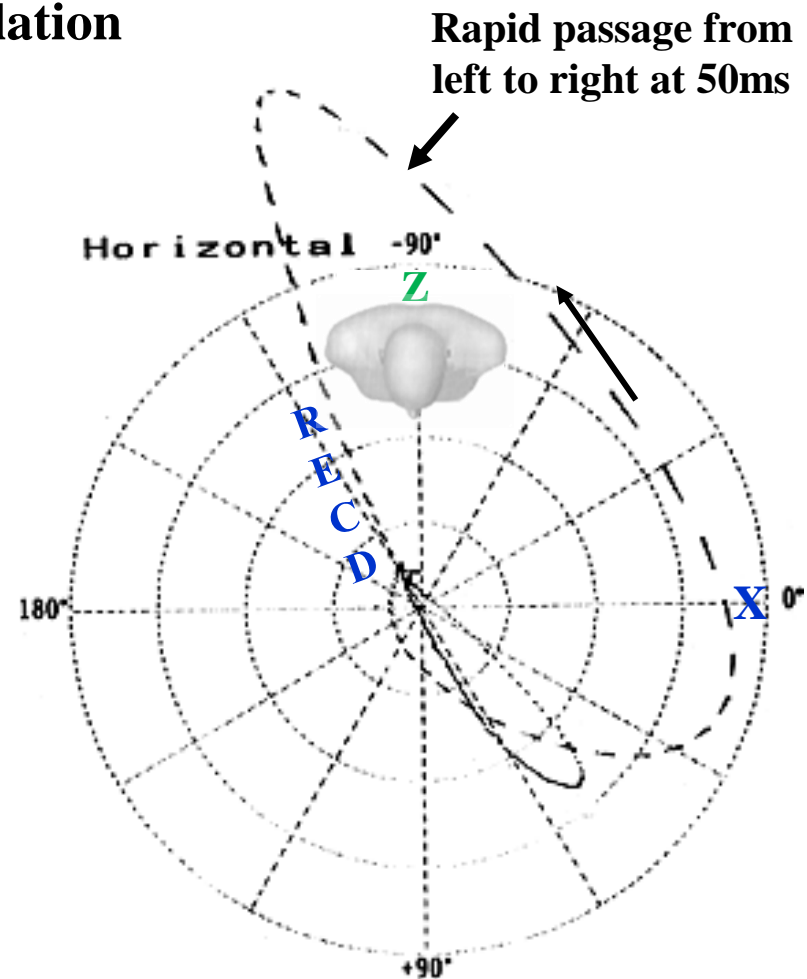 lation
Rapid passage from
left to right at 50ms
Horizontal -90°
Z
R
E
C
D
180°
X 0°
+90°